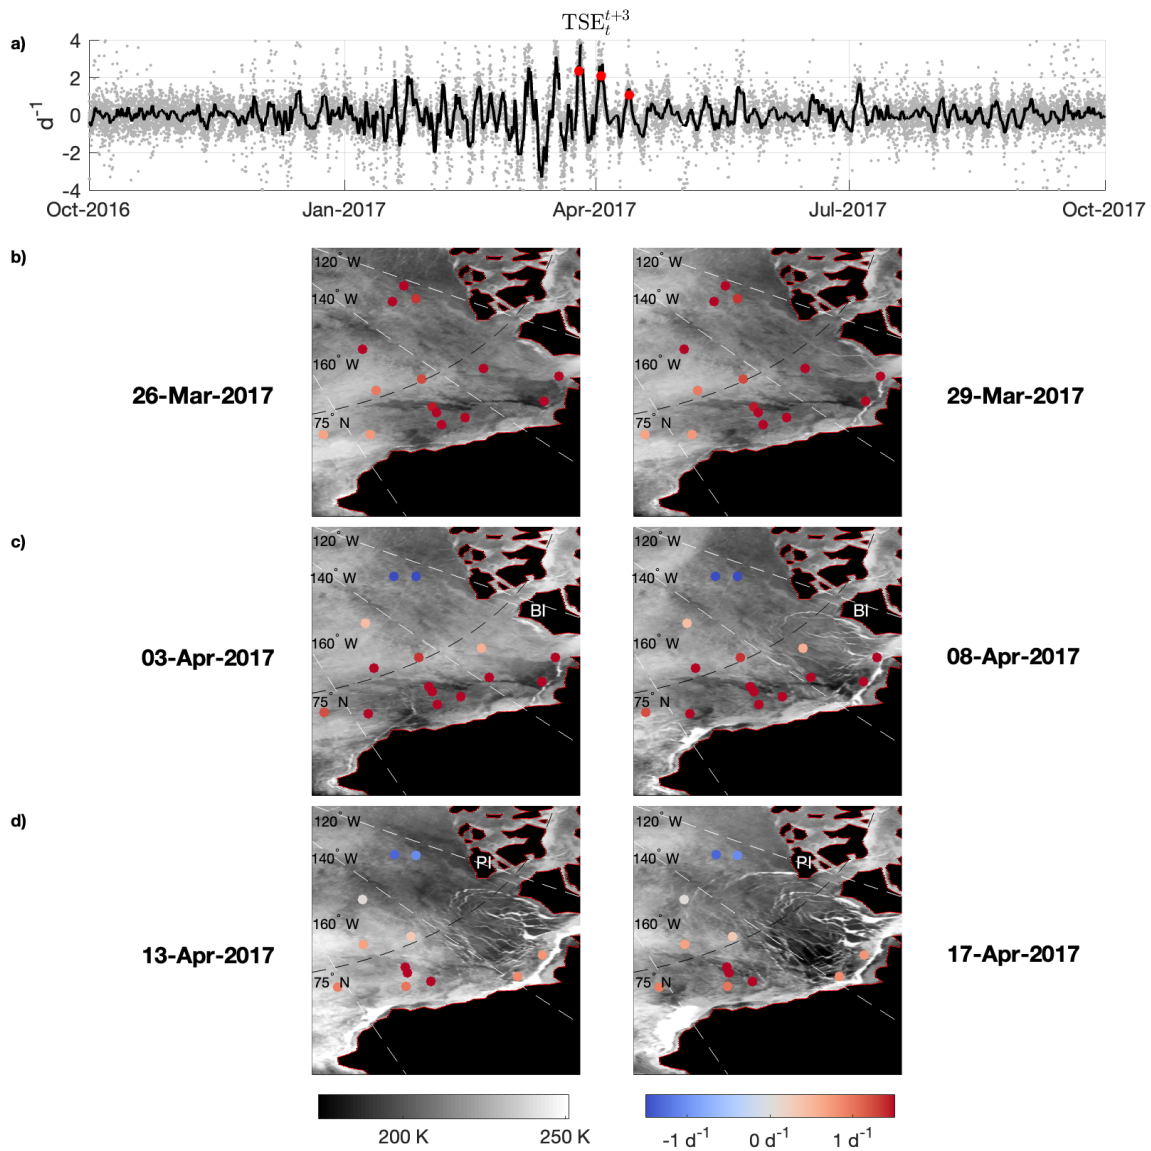 TSE_t^{t+3}
a)
4
2
0
-2
-4
d⁻¹
Oct-2016 Jan-2017 Apr-2017 Jul-2017 Oct-2017
b)
120° W
140° W
160° W
75° N
120° W
140° W
160° W
75° N
26-Mar-2017
29-Mar-2017
c)
120° W
140° W
160° W
75° N
BI
120° W
140° W
160° W
75° N
BI
03-Apr-2017
08-Apr-2017
d)
120° W
140° W
160° W
75° N
PI
120° W
140° W
160° W
75° N
PI
13-Apr-2017
17-Apr-2017
200 K 250 K
-1 d⁻¹ 0 d⁻¹ 1 d⁻¹